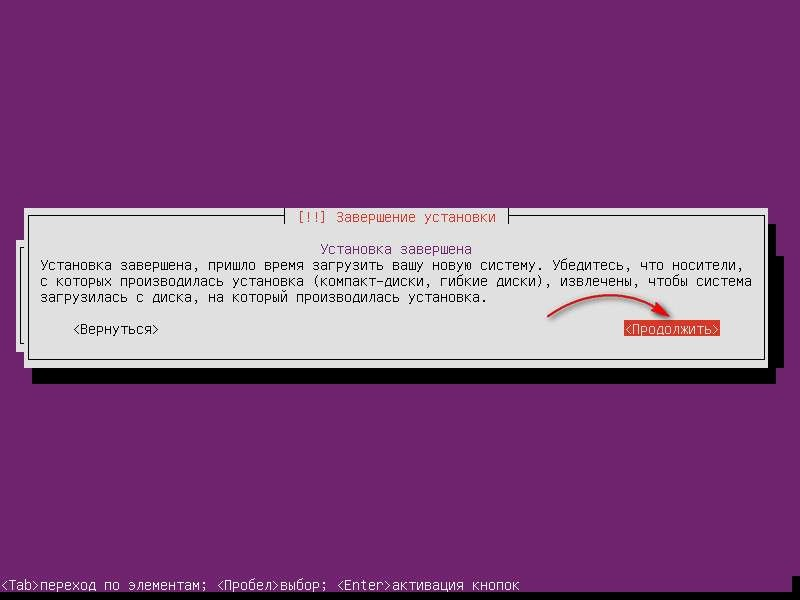 [!!] Завершение установки
Установка завершена
Установка завершена, пришло время загрузить вашу новую систему. Убедитесь, что носители,
с которых производилась установка (компакт-диски, гибкие диски), извлечены, чтобы система
загрузилась с диска, на который производилась установка.
<Вернуться> <Продолжить>
<Tab>переход по элементам; <Пробел>выбор; <Enter>активация кнопок